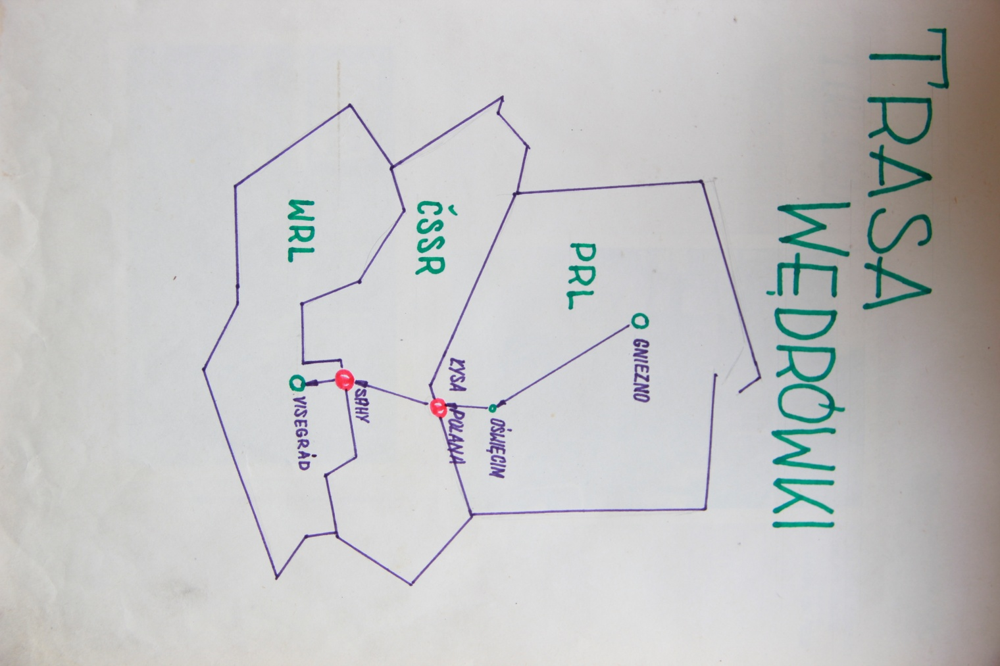 TRASA
WĘDRÓWKI
PRL
GNIEZNO
OŚWIĘCIM
ŁYSA POLANA
ČSSR
SAHY
WRL
VISEGRÁD